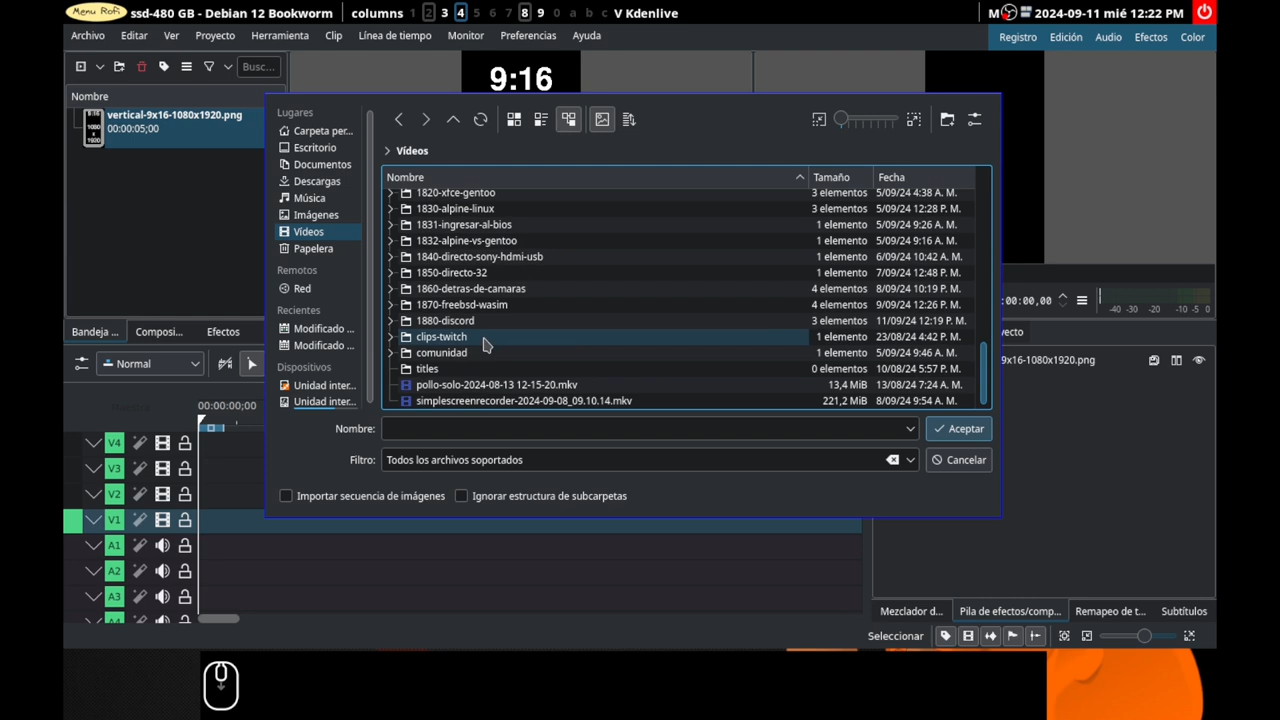 Menu Rofi ssd-480 GB - Debian 12 Bookworm columns 1 2 3 4 5 6 7 8 9 0 a b c V Kdenlive 2024-09-11 mié 12:22 PM
Archivo Editar Ver Proyecto Herramienta Clip Línea de tiempo Monitor Preferencias Ayuda Registro Edición Audio Efectos Color
Busc...
9:16
Nombre
vertical-9x16-1080x1920.png
00:00:05;00
Lugares
Carpeta per...
Escritorio
Documentos
Descargas
Música
Imágenes
Vídeos
Papelera
Remotos
Red
Recientes
Modificado ...
Modificado ...
Dispositivos
Unidad inter...
Unidad inter...
Vídeos
Nombre Tamaño Fecha
1820-xfce-gentoo 3 elementos 5/09/24 4:38 A. M.
1830-alpine-linux 3 elementos 5/09/24 12:28 P. M.
1831-ingresar-al-bios 1 elemento 5/09/24 9:26 A. M.
1832-alpine-vs-gentoo 1 elemento 5/09/24 9:16 A. M.
1840-directo-sony-hdmi-usb 1 elemento 6/09/24 10:42 A. M.
1850-directo-32 1 elemento 7/09/24 12:48 P. M.
1860-detras-de-camaras 4 elementos 8/09/24 10:19 P. M.
1870-freebsd-wasim 4 elementos 9/09/24 12:26 P. M.
1880-discord 3 elementos 11/09/24 12:19 P. M.
clips-twitch 1 elemento 23/08/24 4:42 P. M.
comunidad 1 elemento 5/09/24 9:46 A. M.
titles 0 elementos 10/08/24 5:57 P. M.
pollo-solo-2024-08-13 12-15-20.mkv 13,4 MiB 13/08/24 7:24 A. M.
simplescreenrecorder-2024-09-08_09.10.14.mkv 221,2 MiB 8/09/24 9:54 A. M.
Nombre: Aceptar
Filtro: Todos los archivos soportados Cancelar
Importar secuencia de imágenes Ignorar estructura de subcarpetas
:00:00,00
-40 -30 -20 -10 -5 0
Bandeja ... Composi... Efectos
yecto
Normal
9x16-1080x1920.png
00:00:00;00
V4
V3
V2
V1
A1
A2
A3
Mezclador d... Pila de efectos/comp... Remapeo de t... Subtítulos
Seleccionar